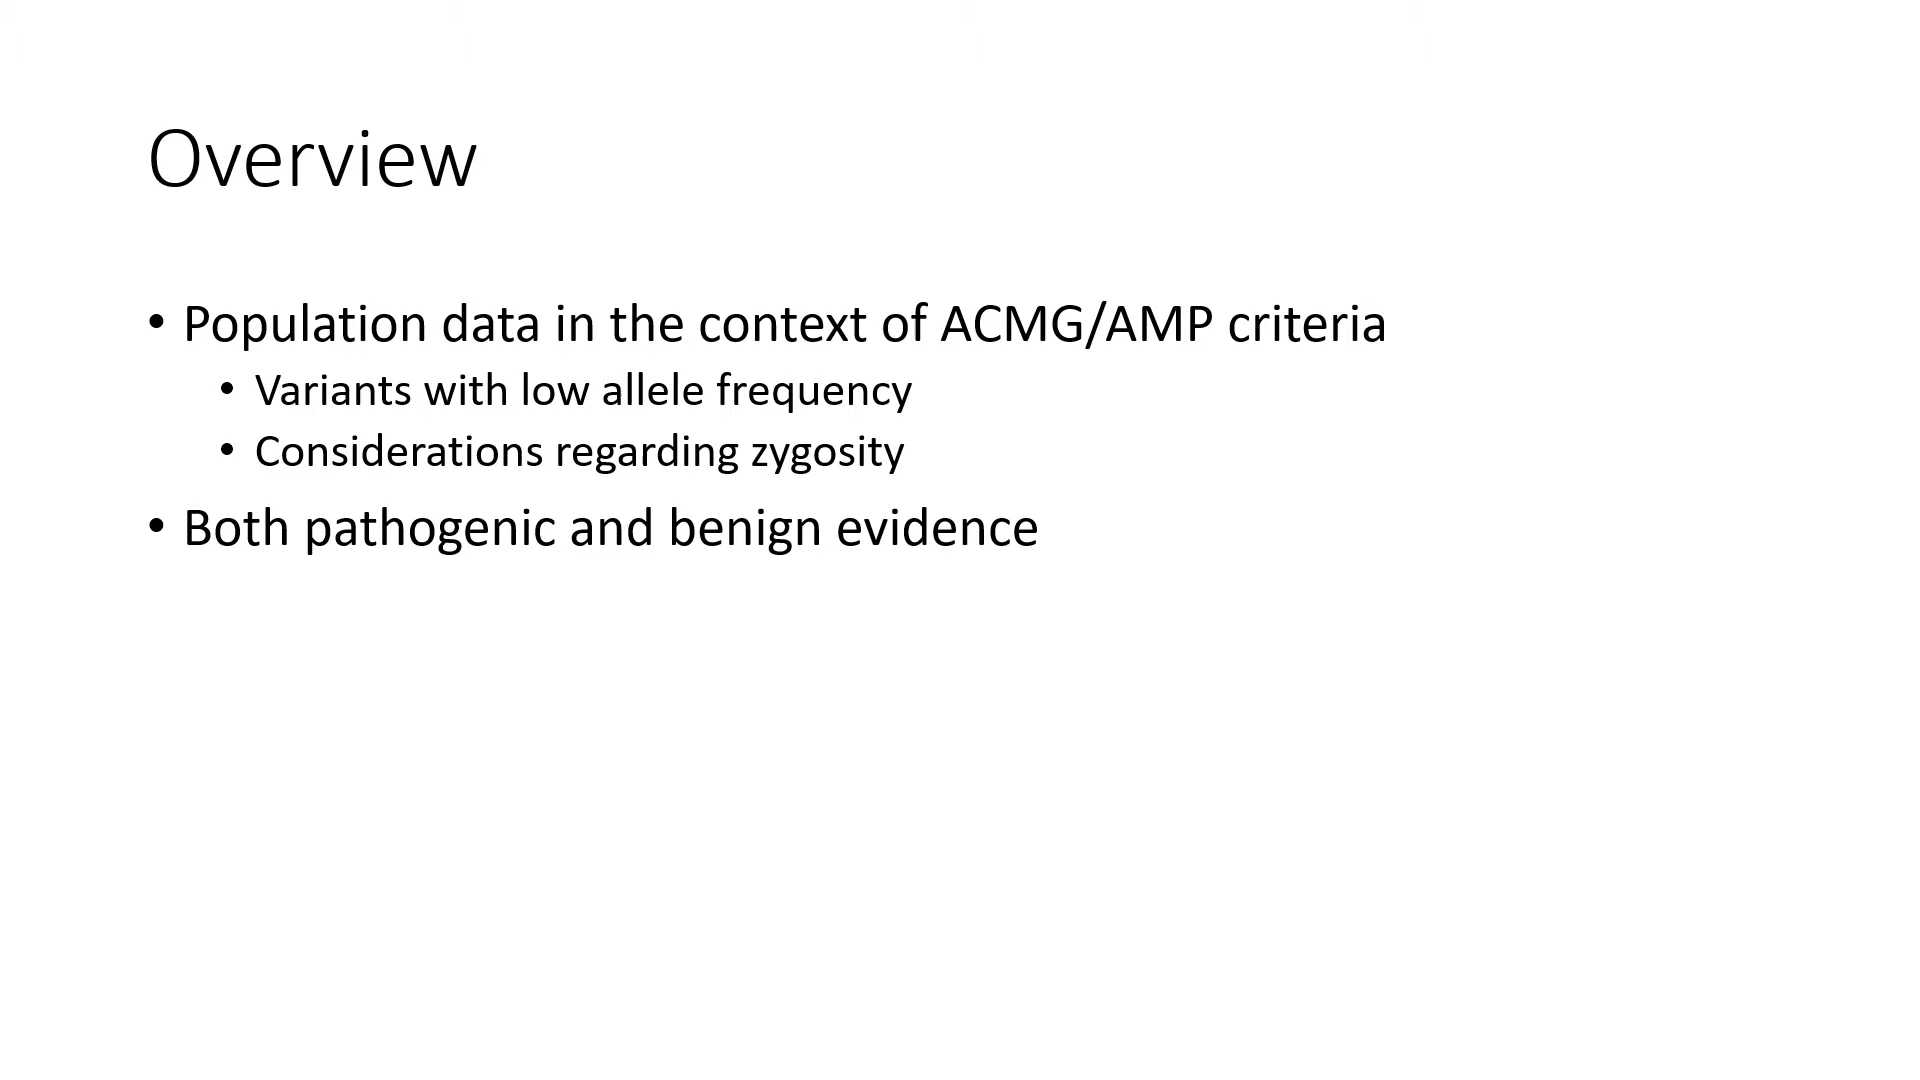 Overview
• Population data in the context of ACMG/AMP criteria
• Variants with low allele frequency
• Considerations regarding zygosity
• Both pathogenic and benign evidence